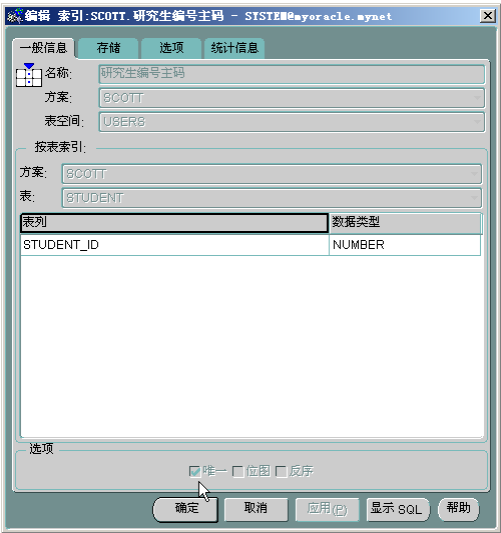 编辑 索引:SCOTT.研究生编号主码 - SYSTEM@myoracle.mynet
一般信息 存储 选项 统计信息
名称: 研究生编号主码
方案: SCOTT
表空间: USERS
按表索引:
方案: SCOTT
表: STUDENT
表列 数据类型
STUDENT_ID NUMBER
选项
唯一 位图 反序
确定 取消 应用(P) 显示 SQL 帮助